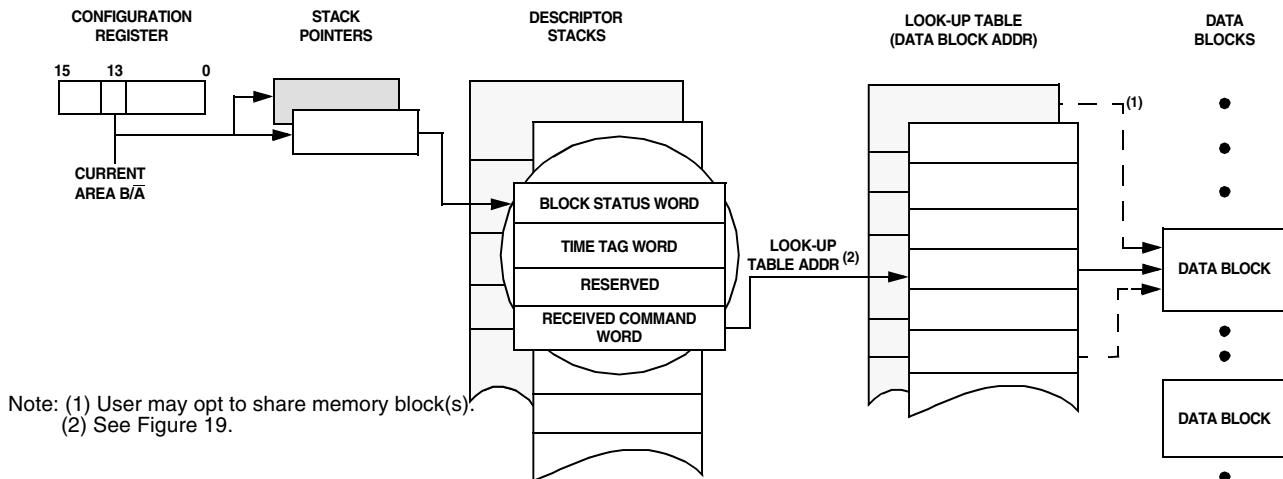 CONFIGURATION
REGISTER
STACK
POINTERS
DESCRIPTOR
STACKS
LOOK-UP TABLE
(DATA BLOCK ADDR)
DATA
BLOCKS
15 13 0
CURRENT
AREA B/A̅
BLOCK STATUS WORD
TIME TAG WORD
RESERVED
RECEIVED COMMAND
WORD
LOOK-UP
TABLE ADDR (2)
(1)
DATA BLOCK
DATA BLOCK
Note: (1) User may opt to share memory block(s).
(2) See Figure 19.